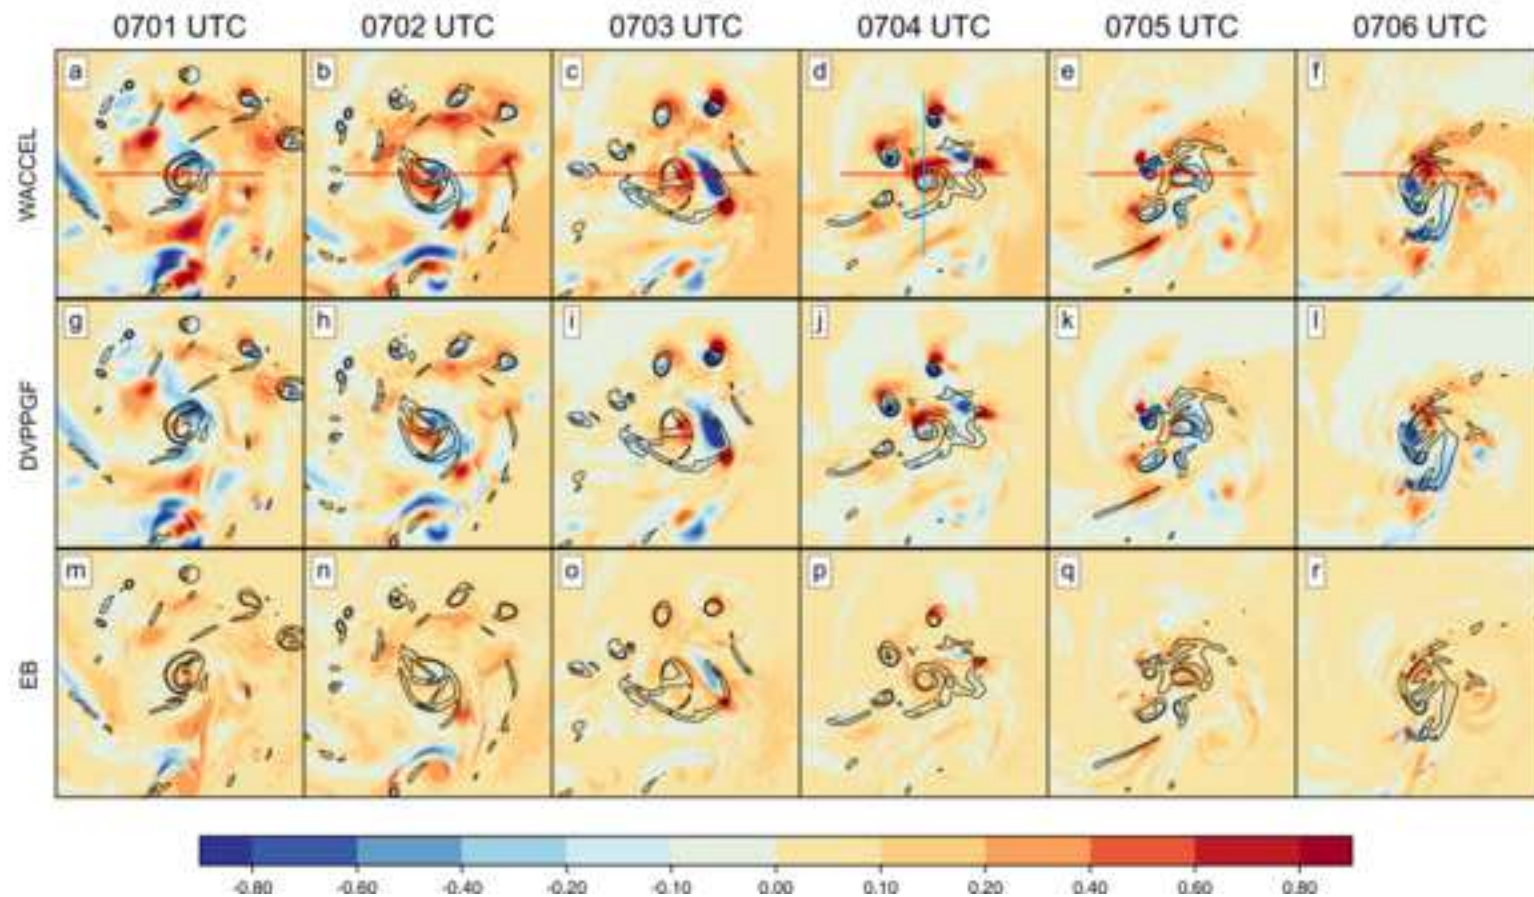 0701 UTC 0702 UTC 0703 UTC 0704 UTC 0705 UTC 0706 UTC
WACCEL
a b c d e f
DVPPGF
g h i j k l
EB
m n o p q r
-0.80 -0.60 -0.40 -0.20 -0.10 0.00 0.10 0.20 0.40 0.60 0.80